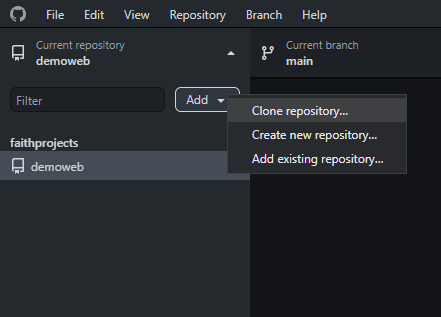 File Edit View Repository Branch Help
Current repository
demoweb
Current branch
main
Filter
Add
Clone repository...
Create new repository...
Add existing repository...
faithprojects
demoweb